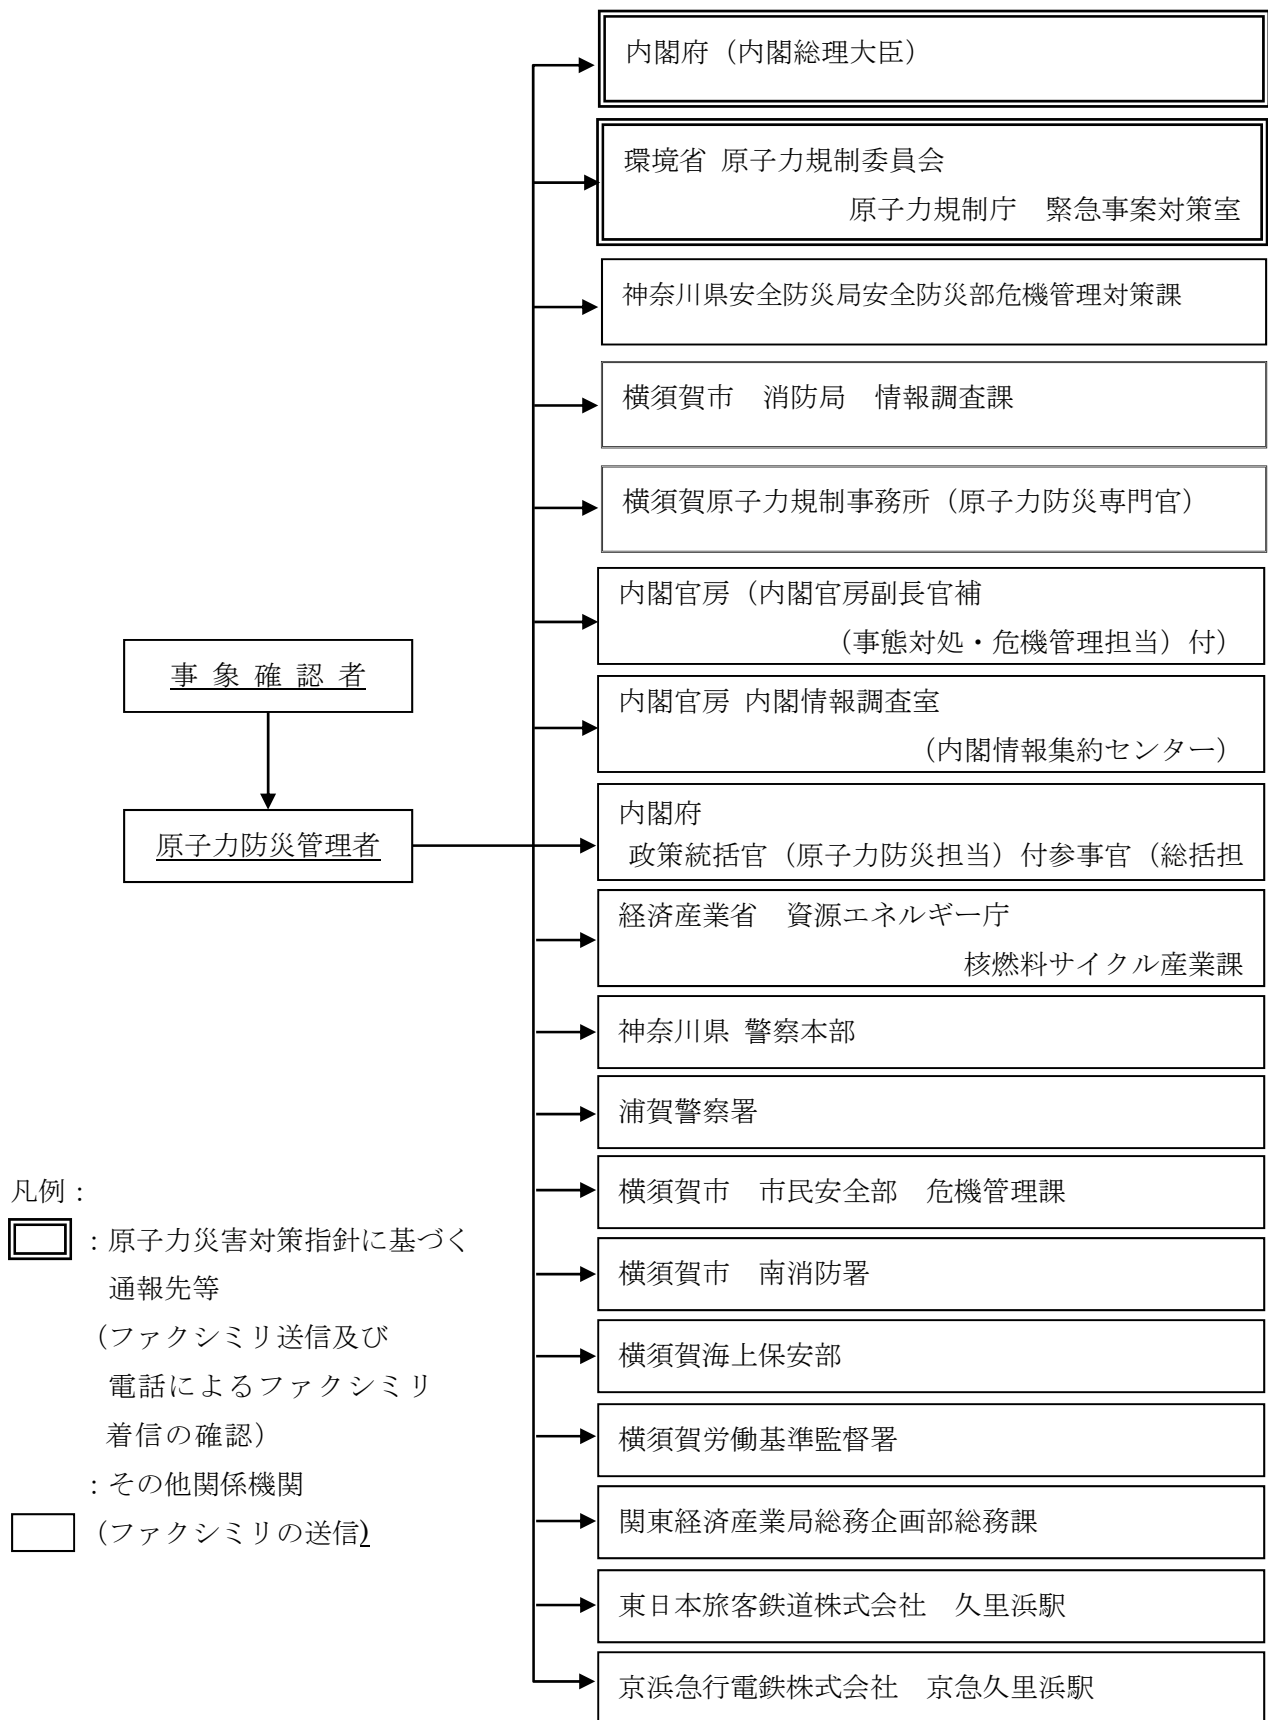 内閣府（内閣総理大臣）
環境省 原子力規制委員会
原子力規制庁　緊急事案対策室
神奈川県安全防災局安全防災部危機管理対策課
横須賀市　消防局　情報調査課
横須賀原子力規制事務所（原子力防災専門官）
内閣官房（内閣官房副長官補
（事態対処・危機管理担当）付）
内閣官房 内閣情報調査室
（内閣情報集約センター）
内閣府
政策統括官（原子力防災担当）付参事官（総括担
経済産業省　資源エネルギー庁
核燃料サイクル産業課
神奈川県 警察本部
浦賀警察署
横須賀市　市民安全部　危機管理課
横須賀市　南消防署
横須賀海上保安部
横須賀労働基準監督署
関東経済産業局総務企画部総務課
東日本旅客鉄道株式会社　久里浜駅
京浜急行電鉄株式会社　京急久里浜駅
事 象 確 認 者
原子力防災管理者
凡例：
：原子力災害対策指針に基づく
通報先等
（ファクシミリ送信及び
電話によるファクシミリ
着信の確認）
：その他関係機関
（ファクシミリの送信)